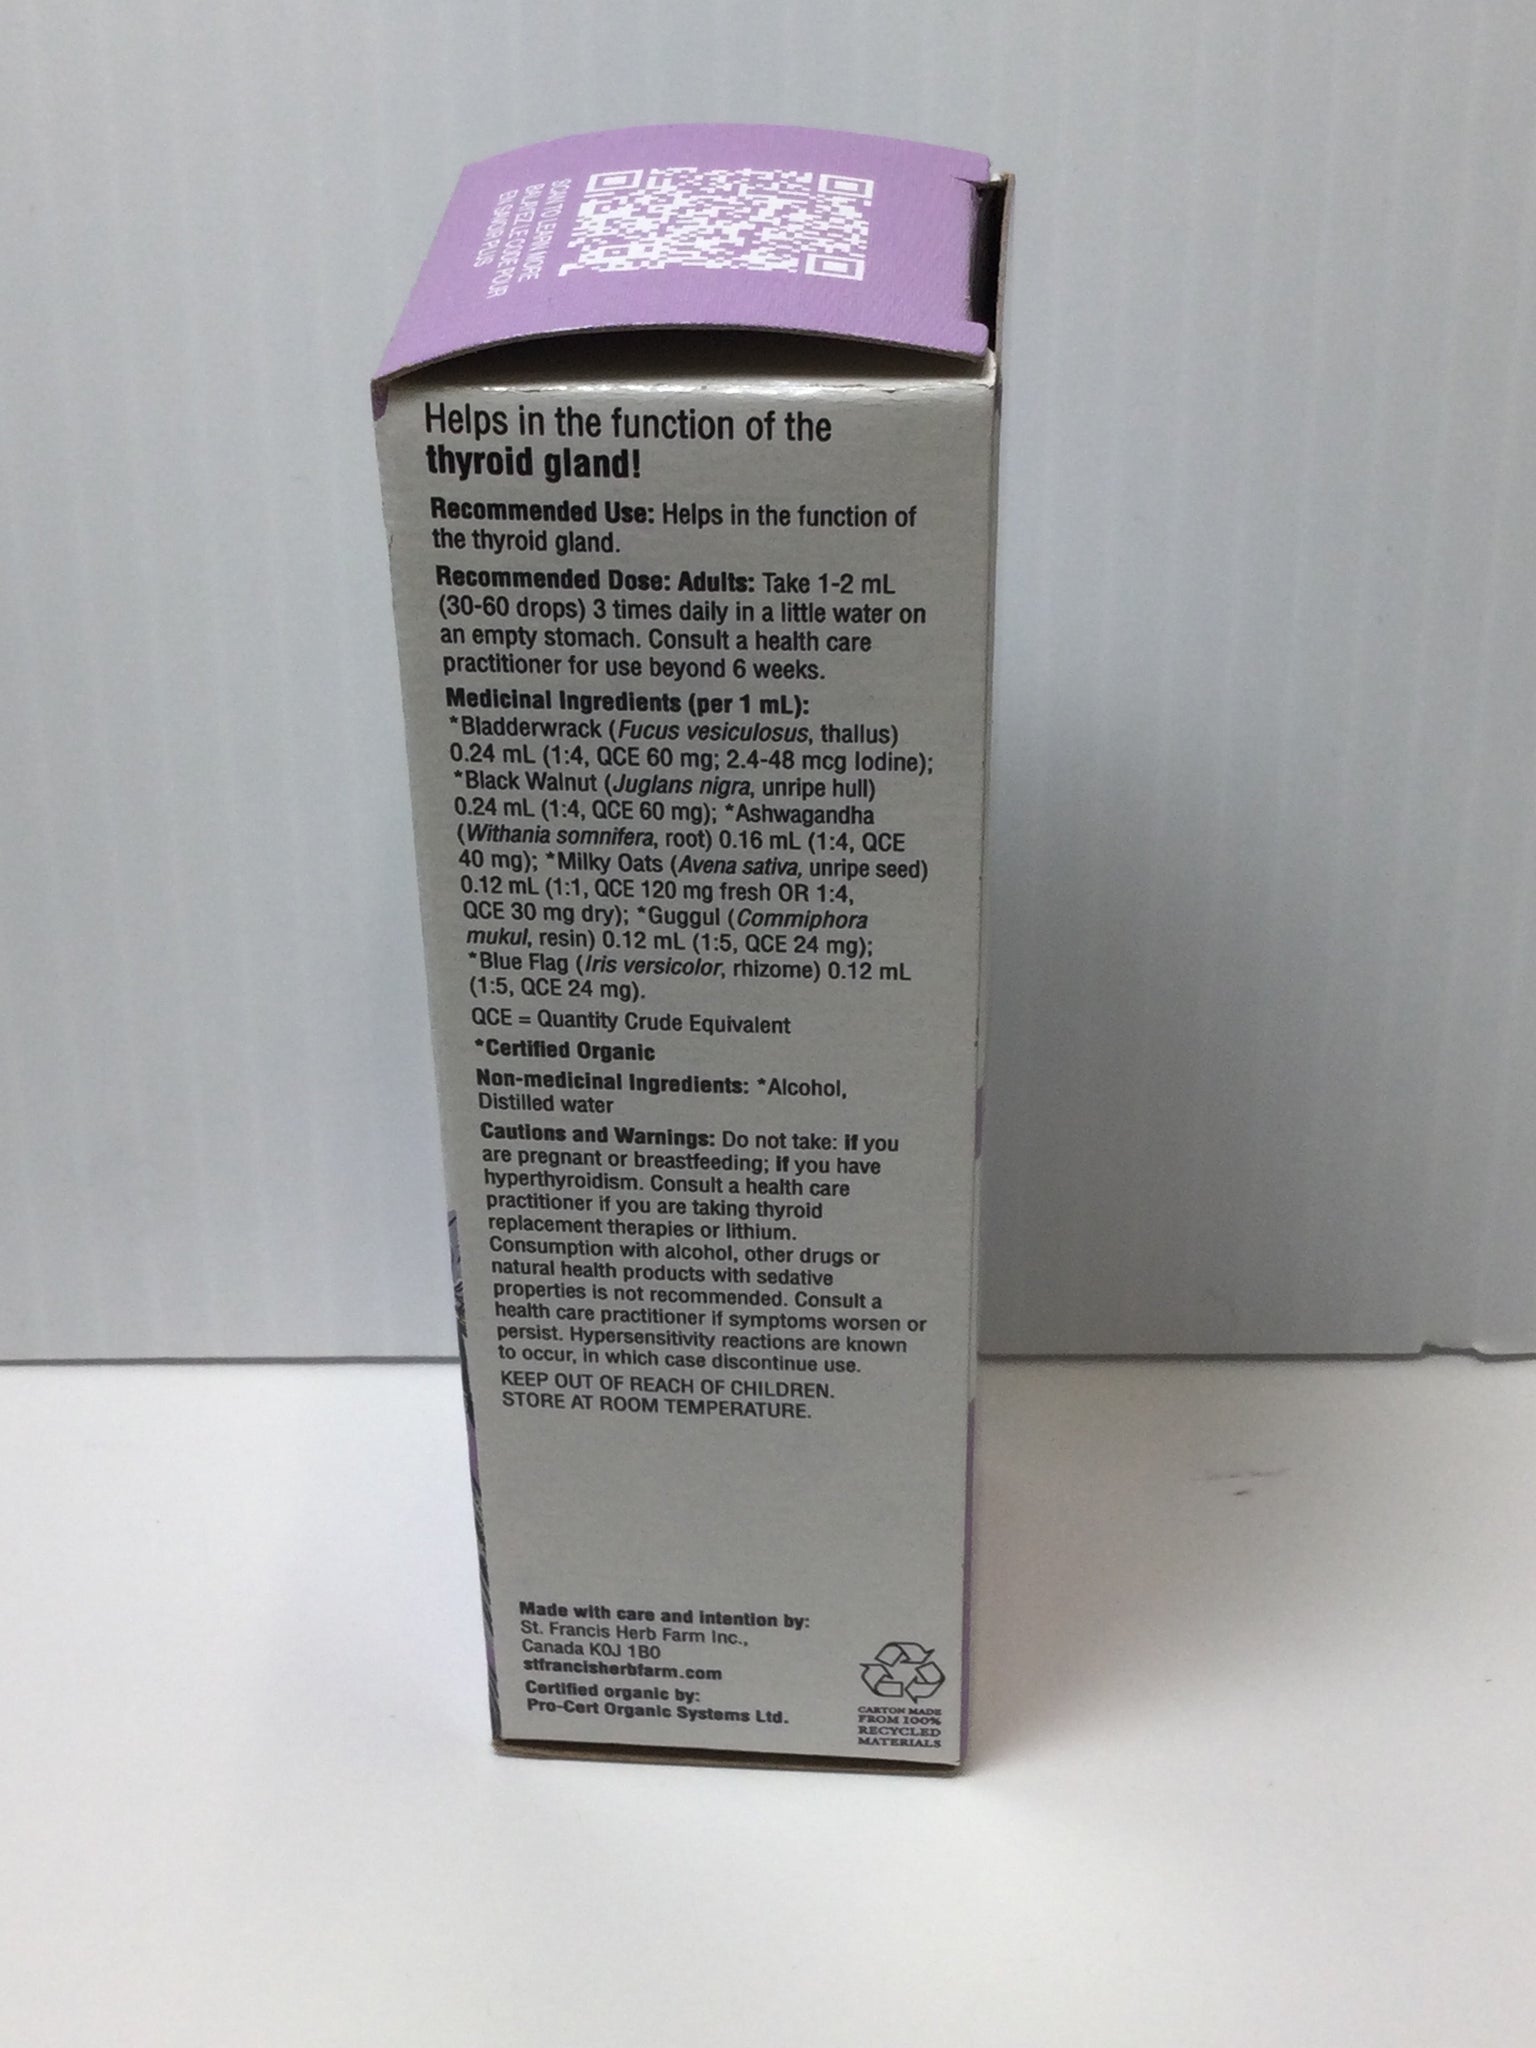 SCAN TO LEARN MORE
BALAYEZ LE CODE POUR
EN SAVOIR PLUS
Helps in the function of the
thyroid gland!
Recommended Use: Helps in the function of
the thyroid gland.
Recommended Dose: Adults: Take 1-2 mL
(30-60 drops) 3 times daily in a little water on
an empty stomach. Consult a health care
practitioner for use beyond 6 weeks.
Medicinal Ingredients (per 1 mL):
*Bladderwrack (Fucus vesiculosus, thallus)
0.24 mL (1:4, QCE 60 mg; 2.4-48 mcg Iodine);
*Black Walnut (Juglans nigra, unripe hull)
0.24 mL (1:4, QCE 60 mg); *Ashwagandha
(Withania somnifera, root) 0.16 mL (1:4, QCE
40 mg); *Milky Oats (Avena sativa, unripe seed)
0.12 mL (1:1, QCE 120 mg fresh OR 1:4,
QCE 30 mg dry); *Guggul (Commiphora
mukul, resin) 0.12 mL (1:5, QCE 24 mg);
*Blue Flag (Iris versicolor, rhizome) 0.12 mL
(1:5, QCE 24 mg).
QCE = Quantity Crude Equivalent
*Certified Organic
Non-medicinal Ingredients: *Alcohol,
Distilled water
Cautions and Warnings: Do not take: if you
are pregnant or breastfeeding; if you have
hyperthyroidism. Consult a health care
practitioner if you are taking thyroid
replacement therapies or lithium.
Consumption with alcohol, other drugs or
natural health products with sedative
properties is not recommended. Consult a
health care practitioner if symptoms worsen or
persist. Hypersensitivity reactions are known
to occur, in which case discontinue use.
KEEP OUT OF REACH OF CHILDREN.
STORE AT ROOM TEMPERATURE.
Made with care and intention by:
St. Francis Herb Farm Inc.,
Canada K0J 1B0
stfrancisherbfarm.com
Certified organic by:
Pro-Cert Organic Systems Ltd.
CARTON MADE
FROM 100%
RECYCLED
MATERIALS